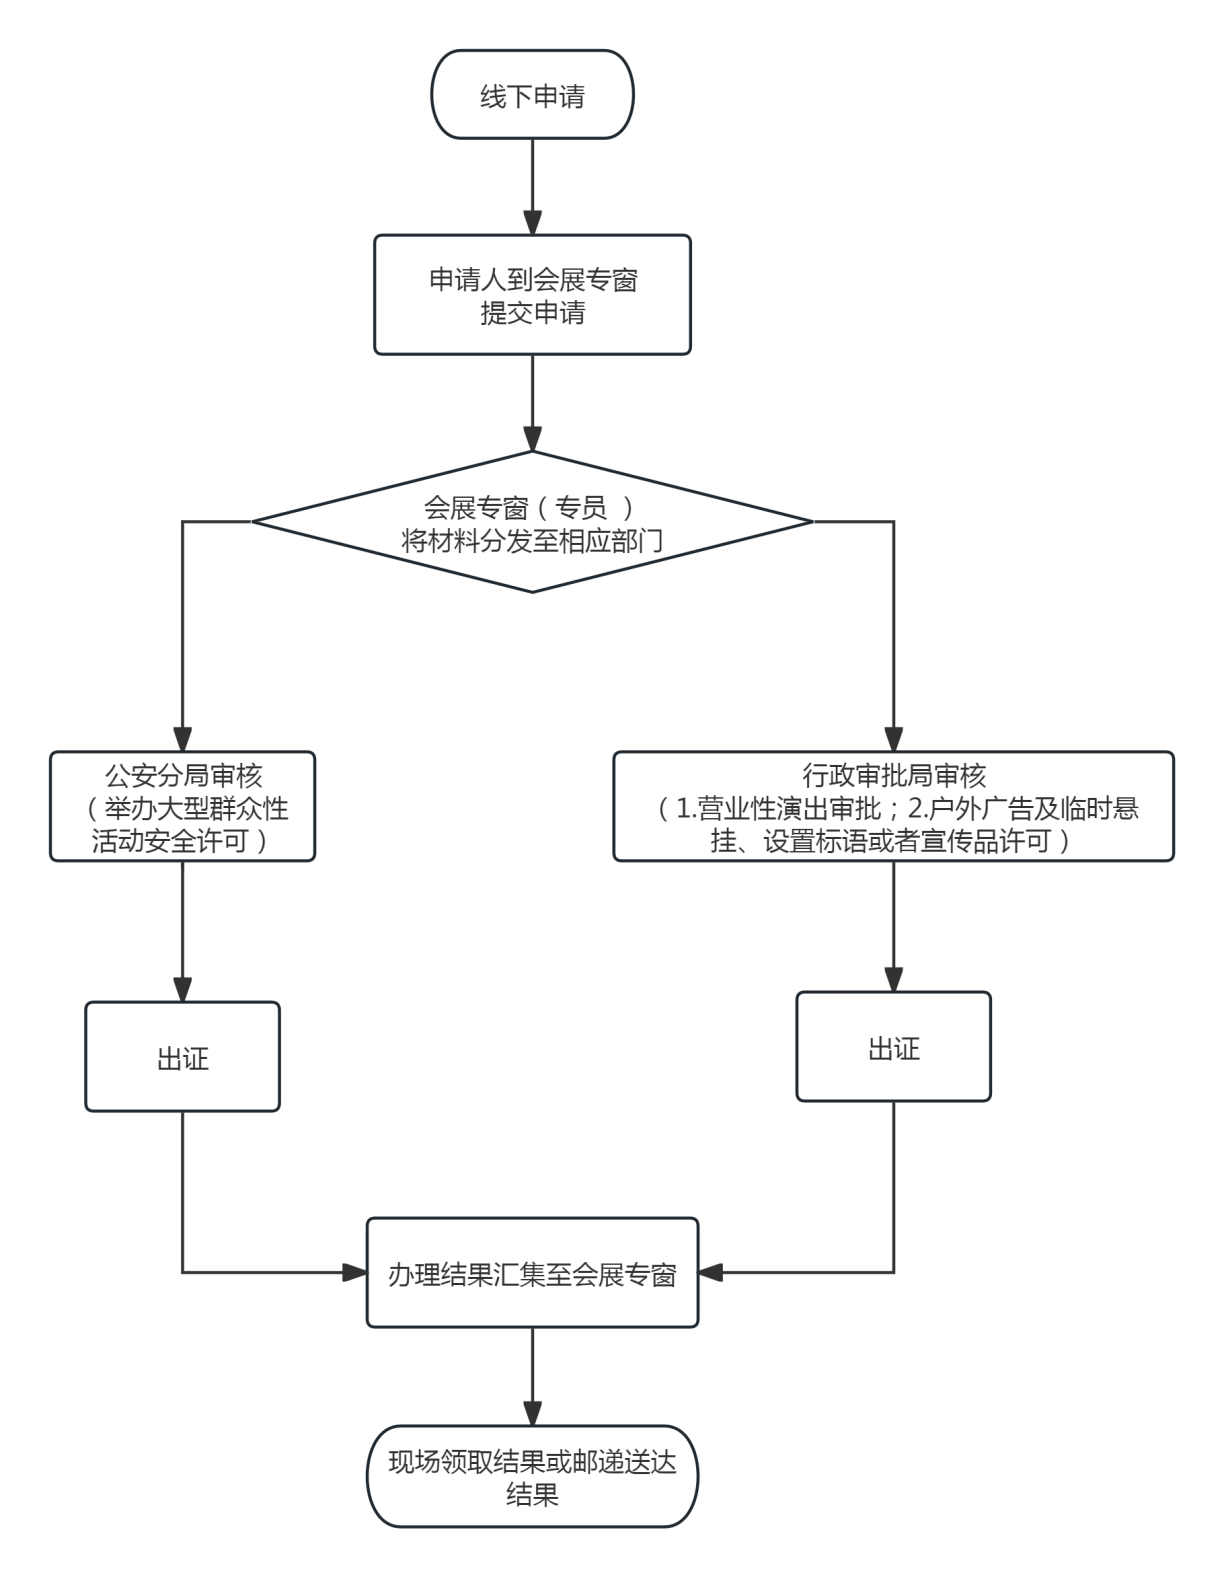 线下申请
申请人到会展专窗
提交申请
会展专窗（专员 ）
将材料分发至相应部门
公安分局审核
（举办大型群众性
活动安全许可）
行政审批局审核
（1.营业性演出审批；2.户外广告及临时悬
挂、设置标语或者宣传品许可）
出证
出证
办理结果汇集至会展专窗
现场领取结果或邮递送达
结果